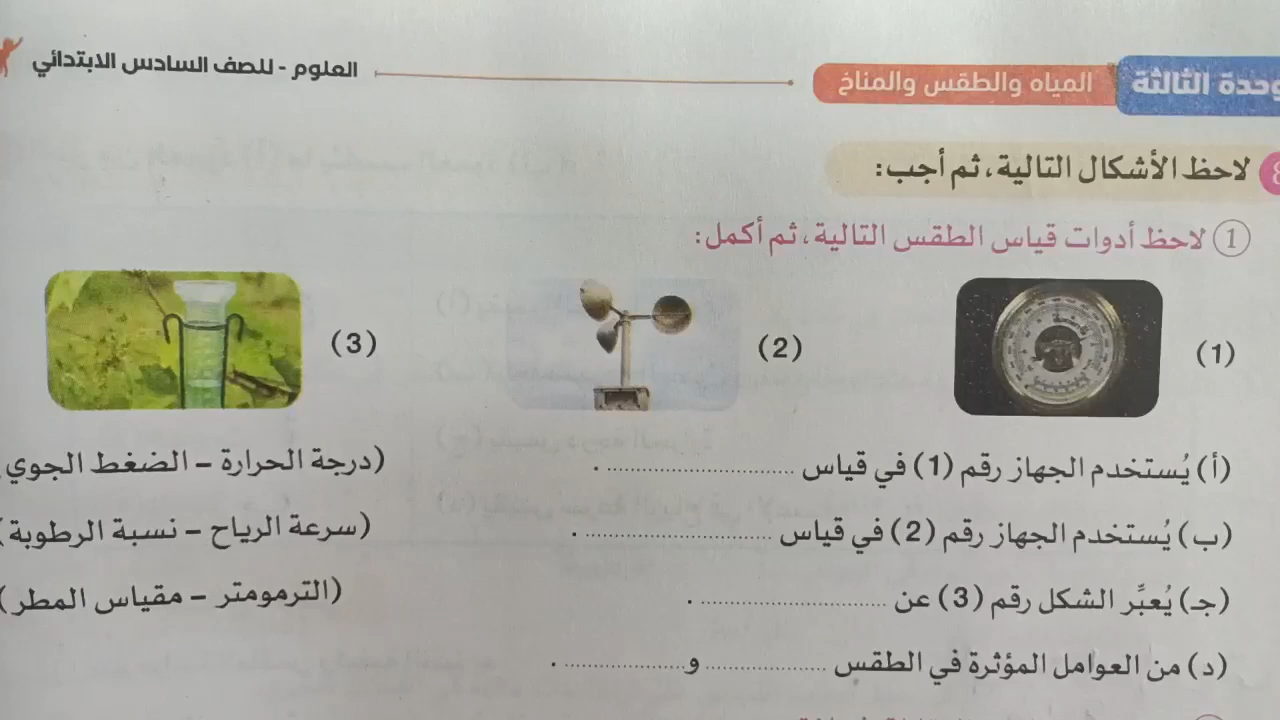 وحدة الثالثة المياه والطقس والمناخ
العلوم - للصف السادس الابتدائي
لاحظ الأشكال التالية، ثم أجب:
1 لاحظ أدوات قياس الطقس التالية، ثم أكمل:
(1) (2) (3)
(أ) يُستخدم الجهاز رقم (1) في قياس .................... . (درجة الحرارة - الضغط الجوي)
(ب) يُستخدم الجهاز رقم (2) في قياس .................... . (سرعة الرياح - نسبة الرطوبة)
(جـ) يُعبِّر الشكل رقم (3) عن .................... . (الترمومتر - مقياس المطر)
(د) من العوامل المؤثرة في الطقس .................... و .................... .